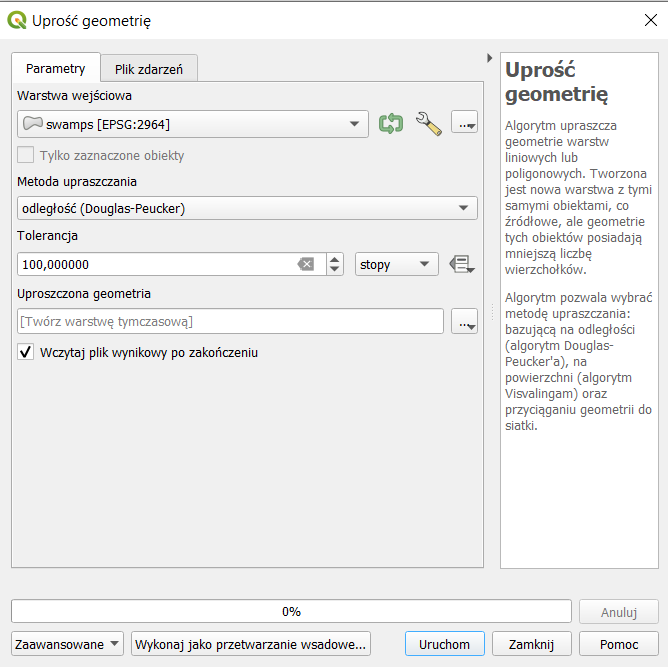 Uprość geometrię
Parametry
Plik zdarzeń
Warstwa wejściowa
swamps [EPSG:2964]
...
Tylko zaznaczone obiekty
Metoda upraszczania
odległość (Douglas-Peucker)
Tolerancja
100,000000
stopy
Uproszczona geometria
[Twórz warstwę tymczasową]
...
Wczytaj plik wynikowy po zakończeniu
Uprość
geometrię
Algorytm upraszcza
geometrie warstw
liniowych lub
poligonowych. Tworzona
jest nowa warstwa z tymi
samymi obiektami, co
źródłowe, ale geometrie
tych obiektów posiadają
mniejszą liczbę
wierzchołków.
Algorytm pozwala wybrać
metodę upraszczania:
bazującą na odległości
(algorytm Douglas-
Peucker'a), na
powierzchni (algorytm
Visvalingam) oraz
przyciąganiu geometrii do
siatki.
0%
Anuluj
Zaawansowane
Wykonaj jako przetwarzanie wsadowe...
Uruchom
Zamknij
Pomoc